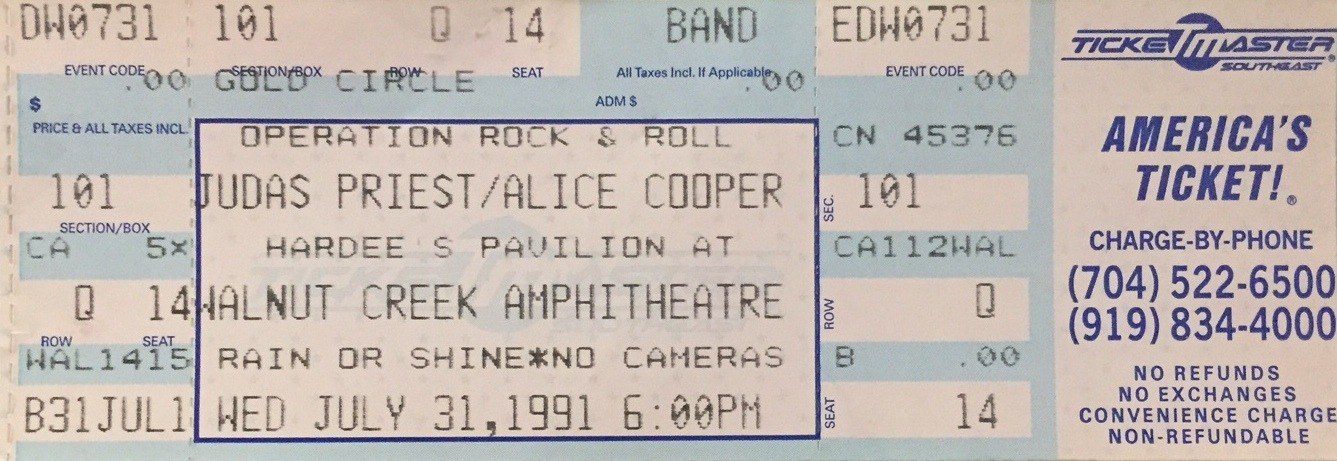 DW0731 101 Q 14 BAND EDW0731
EVENT CODE SECTION/BOX ROW SEAT All Taxes Incl. If Applicable EVENT CODE
.00 GOLD CIRCLE .00 .00
$ ADM $
PRICE & ALL TAXES INCL.
OPERATION ROCK & ROLL
CN 45376
101 JUDAS PRIEST/ALICE COOPER SEC. 101
SECTION/BOX
CA 5X HARDEE S PAVILION AT CA112WAL
TICKETMASTER
SOUTHEAST
Q 14 WALNUT CREEK AMPHITHEATRE ROW Q
ROW SEAT
WAL1415 RAIN OR SHINE*NO CAMERAS B .00
B31JUL1 WED JULY 31,1991 6:00PM SEAT 14
TICKETMASTER
SOUTHEAST
AMERICA'S
TICKET!®
CHARGE-BY-PHONE
(704) 522-6500
(919) 834-4000
NO REFUNDS
NO EXCHANGES
CONVENIENCE CHARGE
NON-REFUNDABLE